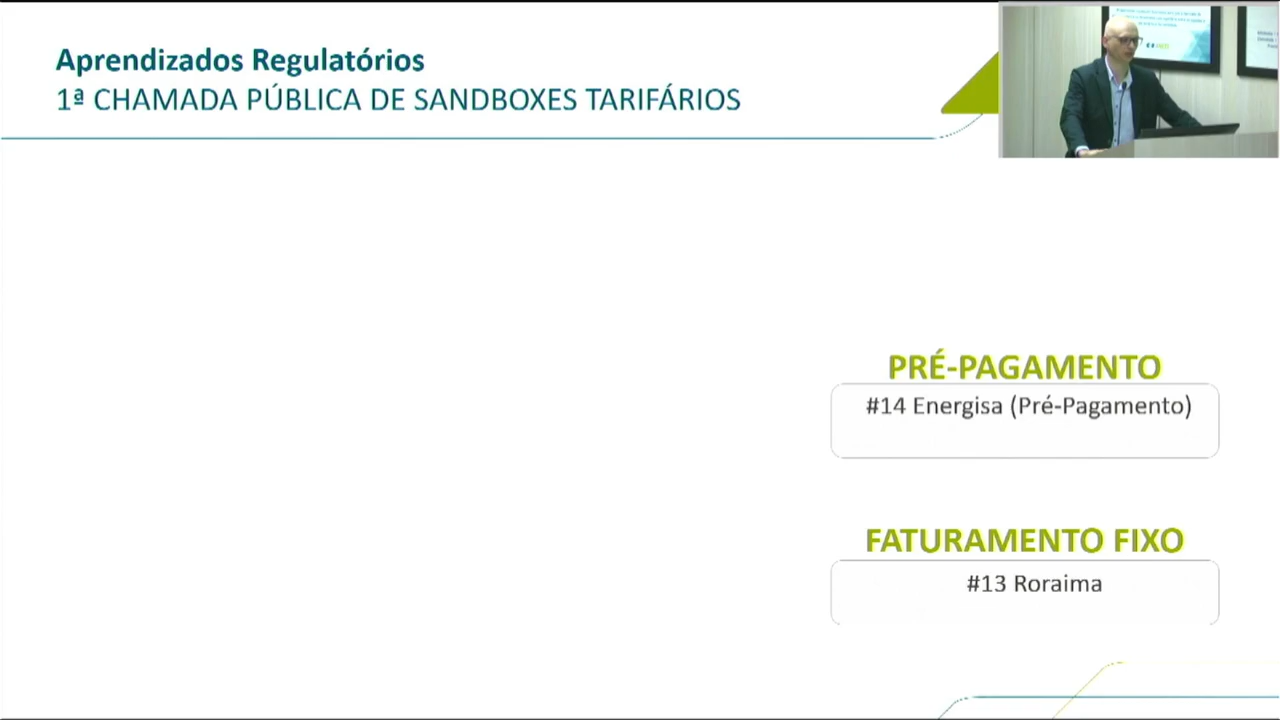 Aprendizados Regulatórios
1ª CHAMADA PÚBLICA DE SANDBOXES TARIFÁRIOS
PRÉ-PAGAMENTO
#14 Energisa (Pré-Pagamento)
FATURAMENTO FIXO
#13 Roraima